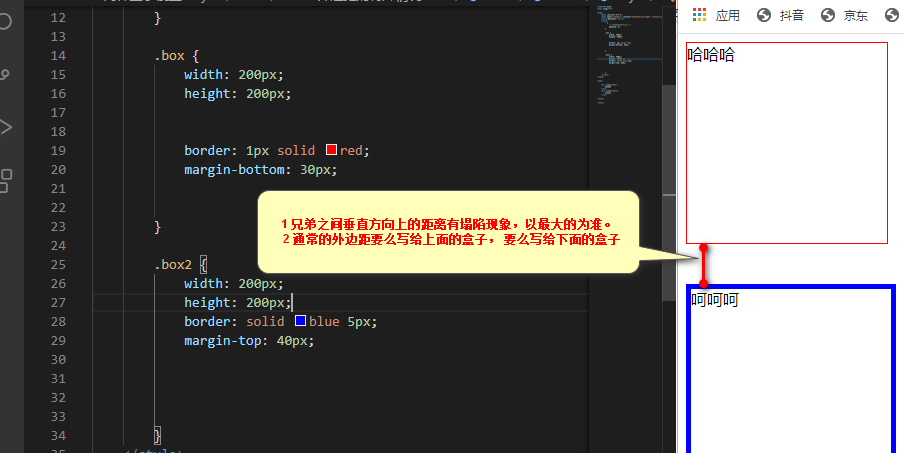 应用 抖音 京东
12 }
13
14 .box {
15 width: 200px;
16 height: 200px;
17
18
19 border: 1px solid red;
20 margin-bottom: 30px;
21
22
23 }
24
25 .box2 {
26 width: 200px;
27 height: 200px;
28 border: solid blue 5px;
29 margin-top: 40px;
30
31
32
33
34 }
哈哈哈
1 兄弟之间垂直方向上的距离有塌陷现象，以最大的为准。
2 通常的外边距要么写给上面的盒子， 要么写给下面的盒子
呵呵呵